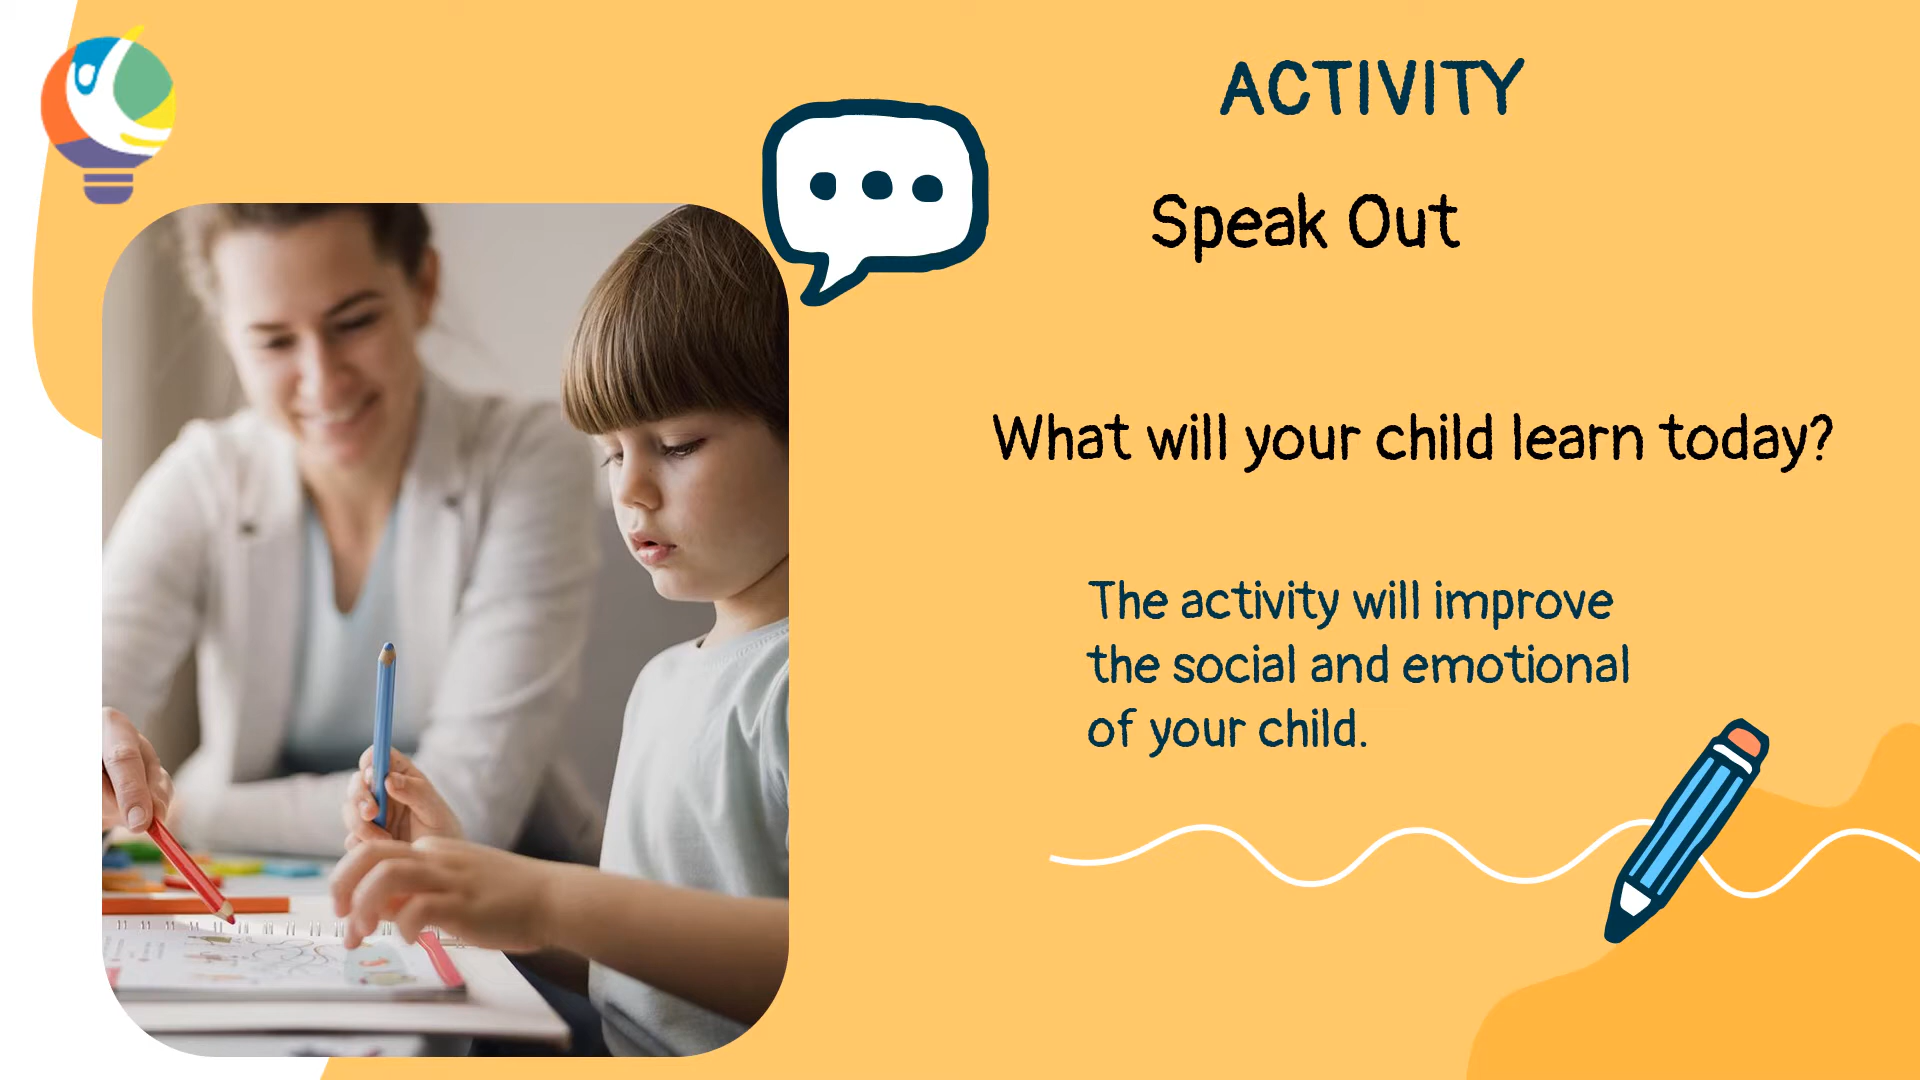 ACTIVITY
Speak Out
What will your child learn today?
The activity will improve
the social and emotional
of your child.